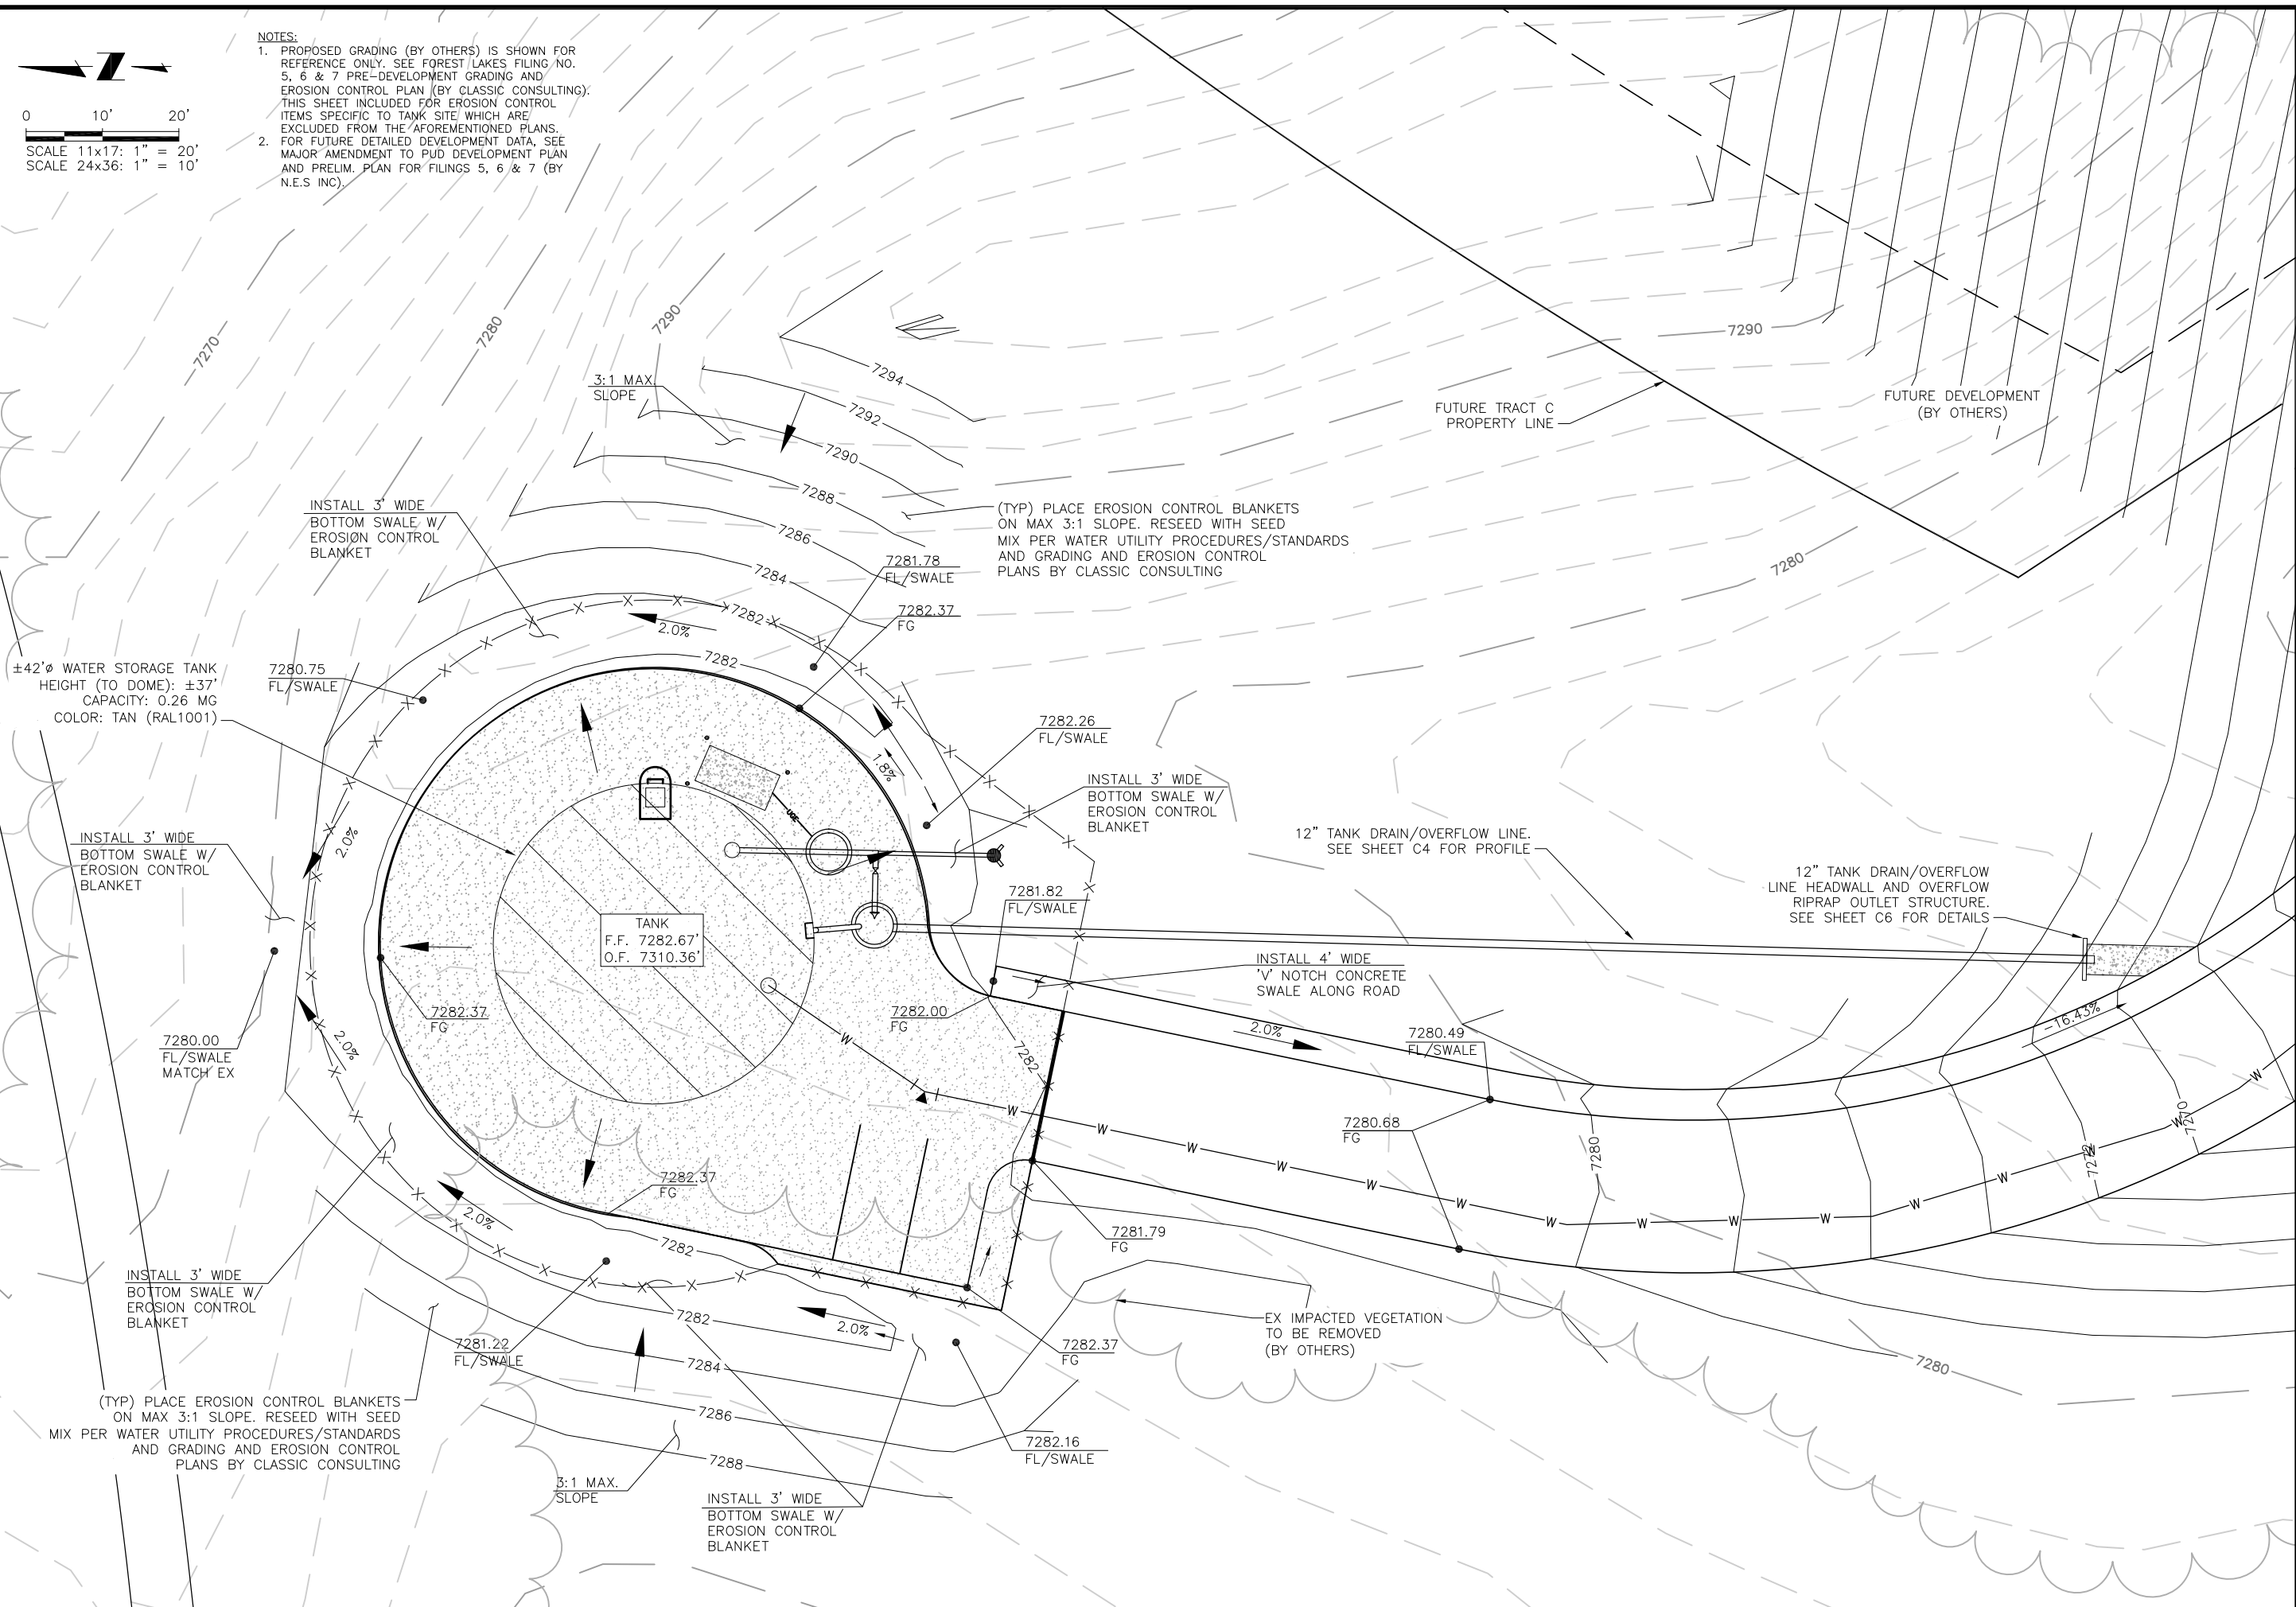 NOTES:
1. PROPOSED GRADING (BY OTHERS) IS SHOWN FOR
REFERENCE ONLY. SEE FOREST LAKES FILING NO.
5, 6 & 7 PRE-DEVELOPMENT GRADING AND
EROSION CONTROL PLAN (BY CLASSIC CONSULTING).
THIS SHEET INCLUDED FOR EROSION CONTROL
ITEMS SPECIFIC TO TANK SITE WHICH ARE
EXCLUDED FROM THE AFOREMENTIONED PLANS.
2. FOR FUTURE DETAILED DEVELOPMENT DATA, SEE
MAJOR AMENDMENT TO PUD DEVELOPMENT PLAN
AND PRELIM. PLAN FOR FILINGS 5, 6 & 7 (BY
N.E.S INC).
Z
0 10' 20'
SCALE 11x17: 1" = 20'
SCALE 24x36: 1" = 10'
7270
7280
7290
7290
7294
7292
7290
7288
7286
7284
7282
7282
3:1 MAX.
SLOPE
FUTURE TRACT C
PROPERTY LINE
FUTURE DEVELOPMENT
(BY OTHERS)
INSTALL 3' WIDE
BOTTOM SWALE W/
EROSION CONTROL
BLANKET
(TYP) PLACE EROSION CONTROL BLANKETS
ON MAX 3:1 SLOPE. RESEED WITH SEED
MIX PER WATER UTILITY PROCEDURES/STANDARDS
AND GRADING AND EROSION CONTROL
PLANS BY CLASSIC CONSULTING
7280
7281.78
FL/SWALE
7282.37
FG
2.0%
±42'ø WATER STORAGE TANK
HEIGHT (TO DOME): ±37'
CAPACITY: 0.26 MG
COLOR: TAN (RAL1001)
7280.75
FL/SWALE
7282.26
FL/SWALE
1.8%
INSTALL 3' WIDE
BOTTOM SWALE W/
EROSION CONTROL
BLANKET
UGE
2.0%
INSTALL 3' WIDE
BOTTOM SWALE W/
EROSION CONTROL
BLANKET
12" TANK DRAIN/OVERFLOW LINE.
SEE SHEET C4 FOR PROFILE
12" TANK DRAIN/OVERFLOW
LINE HEADWALL AND OVERFLOW
RIPRAP OUTLET STRUCTURE.
SEE SHEET C6 FOR DETAILS
7281.82
FL/SWALE
TANK
F.F. 7282.67'
O.F. 7310.36'
INSTALL 4' WIDE
'V' NOTCH CONCRETE
SWALE ALONG ROAD
7282.37
FG
7282.00
FG
7282
2.0%
7280.49
FL/SWALE
-16.43%
7280.00
FL/SWALE
MATCH EX
2.0%
W
W W W W W W W W W W W W W W W
7280.68
FG
7280
7272
7270
7282.37
FG
2.0%
7282
7281.79
FG
INSTALL 3' WIDE
BOTTOM SWALE W/
EROSION CONTROL
BLANKET
7281.22
FL/SWALE
7282
2.0%
7282.37
FG
EX IMPACTED VEGETATION
TO BE REMOVED
(BY OTHERS)
7280
7284
7286
7288
(TYP) PLACE EROSION CONTROL BLANKETS
ON MAX 3:1 SLOPE. RESEED WITH SEED
MIX PER WATER UTILITY PROCEDURES/STANDARDS
AND GRADING AND EROSION CONTROL
PLANS BY CLASSIC CONSULTING
7282.16
FL/SWALE
3:1 MAX.
SLOPE
INSTALL 3' WIDE
BOTTOM SWALE W/
EROSION CONTROL
BLANKET